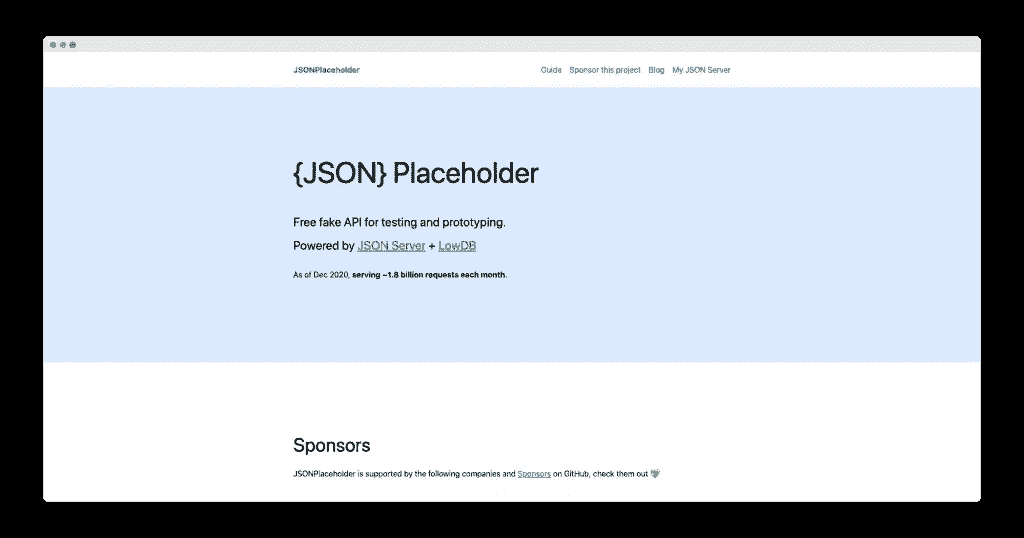 JSONPlaceholder
Guide Sponsor this project Blog My JSON Server
{JSON} Placeholder
Free fake API for testing and prototyping.
Powered by JSON Server + LowDB
As of Dec 2020, serving ~1.8 billion requests each month.
Sponsors
JSONPlaceholder is supported by the following companies and Sponsors on GitHub, check them out